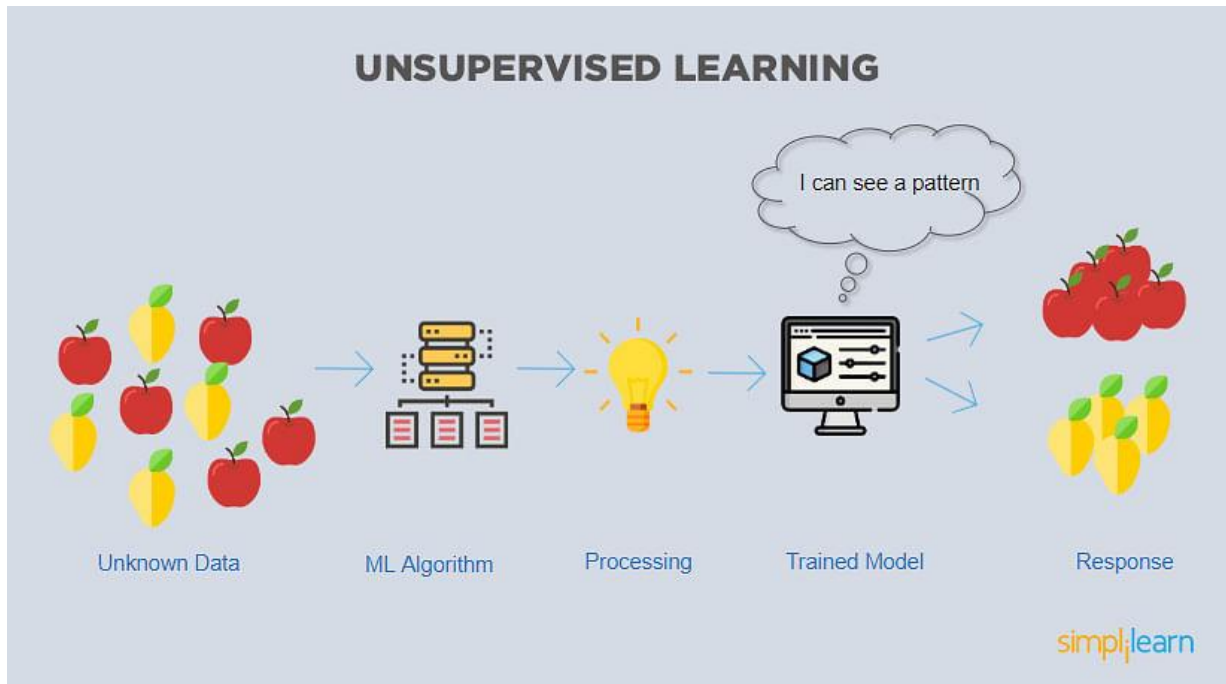 UNSUPERVISED LEARNING
I can see a pattern
Unknown Data
ML Algorithm
Processing
Trained Model
Response
simplilearn